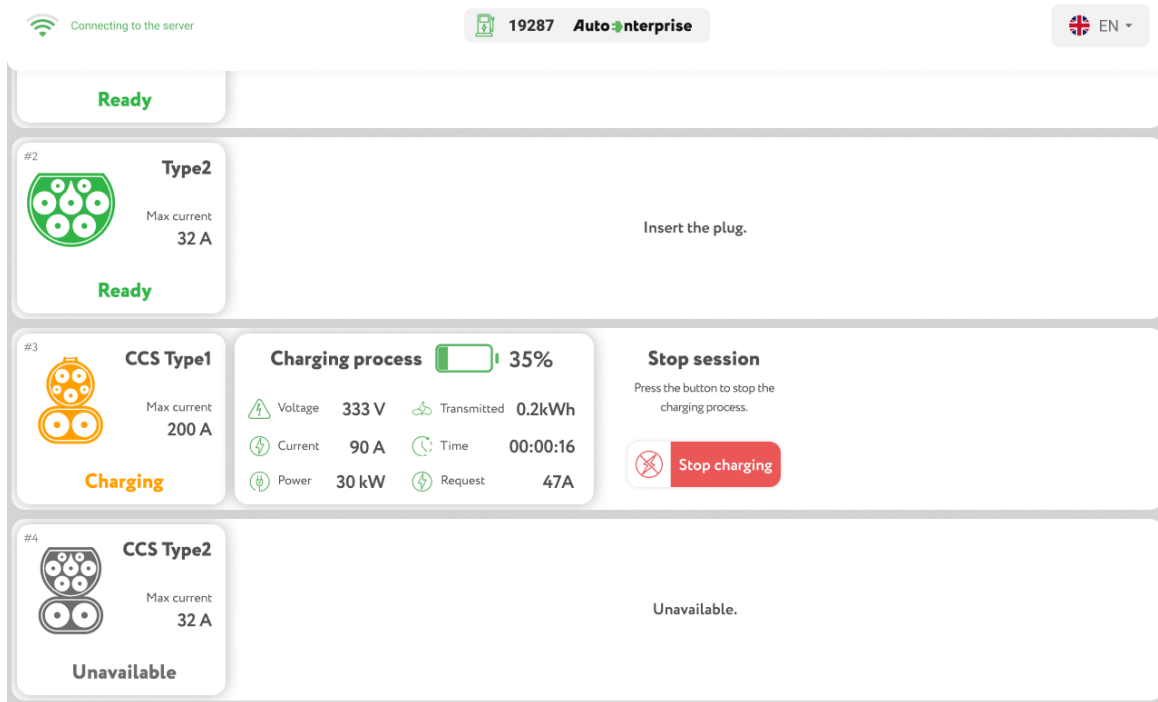 Connecting to the server
19287 Auto nterprise
EN
Ready
#2
Type2
Max current
32 A
Ready
Insert the plug.
#3
CCS Type1
Max current
200 A
Charging
Charging process 35%
Voltage 333 V Transmitted 0.2kWh
Current 90 A Time 00:00:16
Power 30 kW Request 47A
Stop session
Press the button to stop the
charging process.
Stop charging
#4
CCS Type2
Max current
32 A
Unavailable
Unavailable.